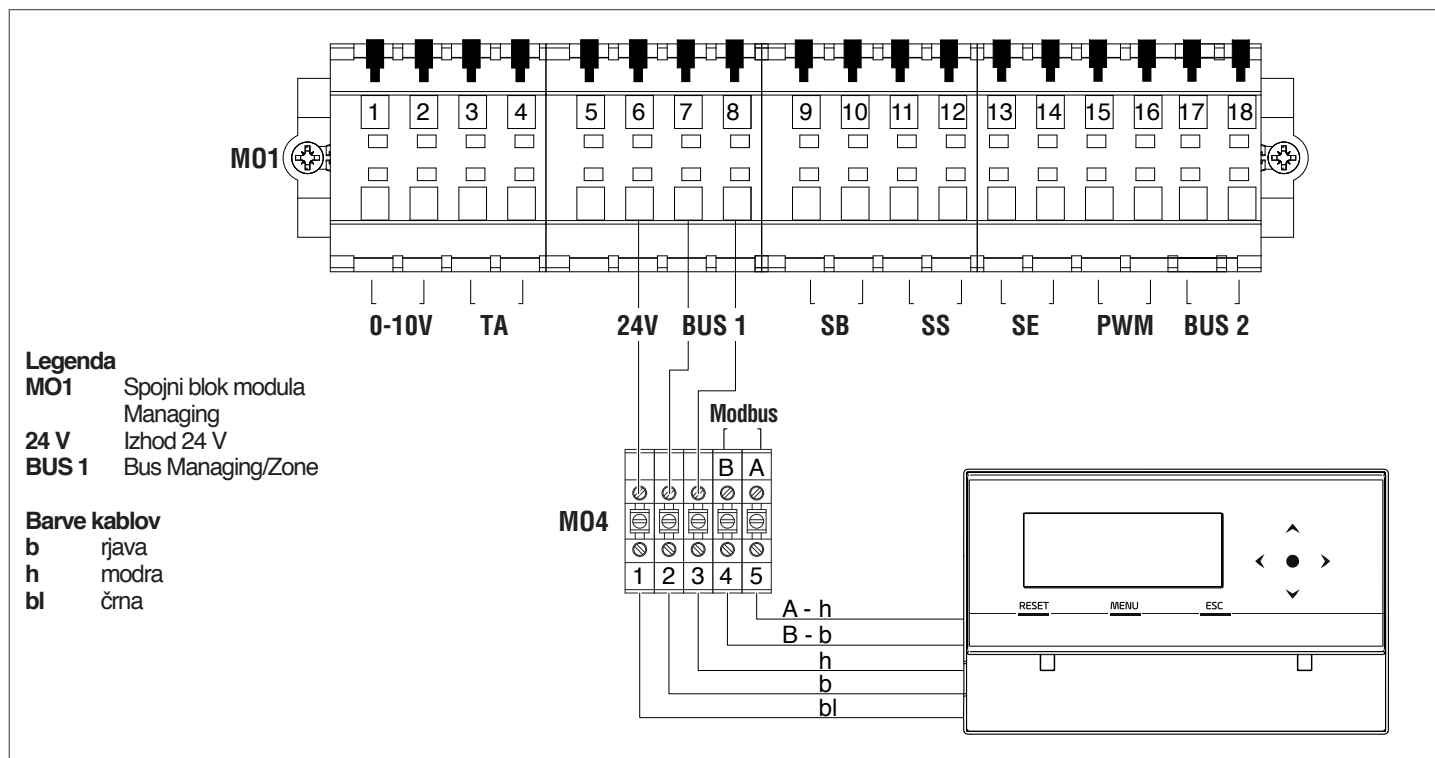 1 2 3 4 5 6 7 8 9 10 11 12 13 14 15 16 17 18
MO1
0-10V TA 24V BUS 1 SB SS SE PWM BUS 2
Legenda
MO1 Spojni blok modula
Managing
24 V Izhod 24 V
BUS 1 Bus Managing/Zone
Barve kablov
b rjava
h modra
bl črna
Modbus
B A
MO4
1 2 3 4 5
A - h
B - b
h
b
bl
RESET MENU ESC